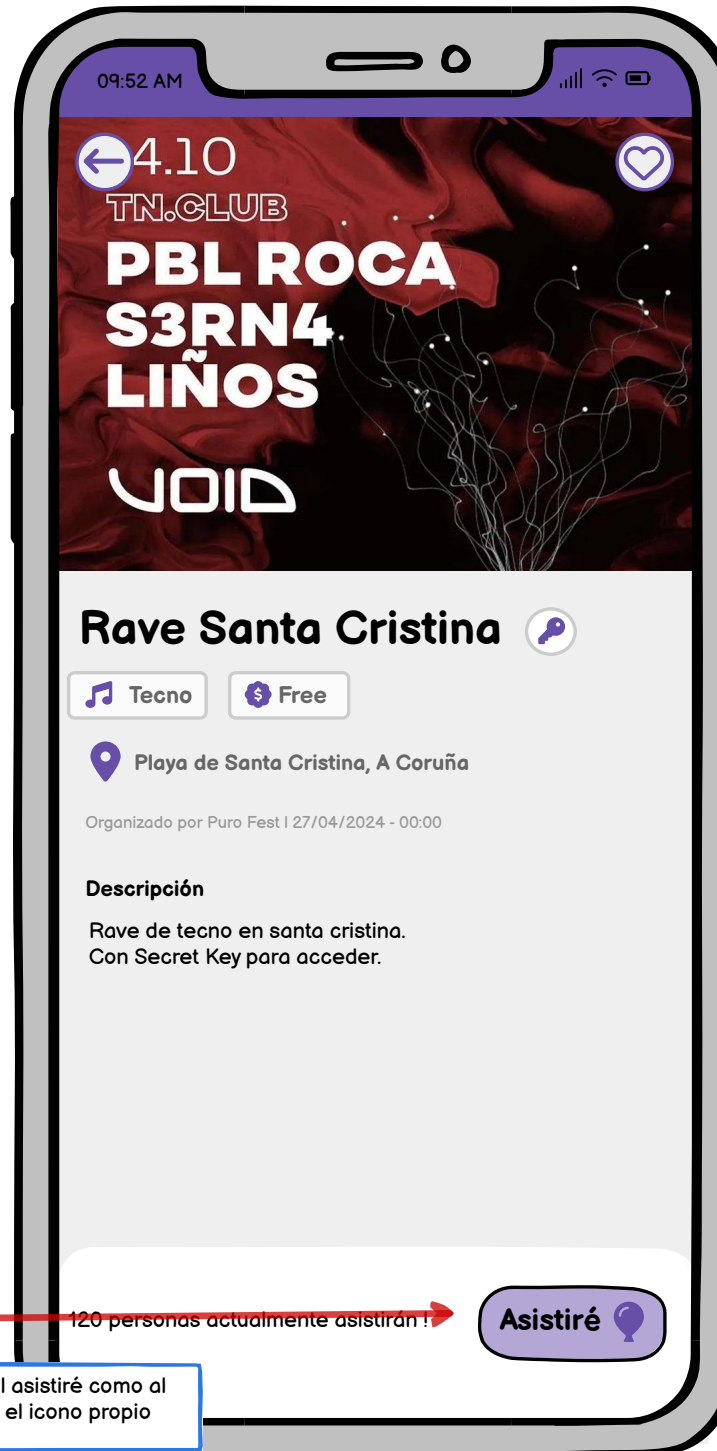 09:52 AM
4.10
TN.CLUB
PBL ROCA
S3RN4
LIÑOS
VOID
Rave Santa Cristina
Tecno
$ Free
Playa de Santa Cristina, A Coruña
Organizado por Puro Fest | 27/04/2024 - 00:00
Descripción
Rave de tecno en santa cristina.
Con Secret Key para acceder.
120 personas actualmente asistirán !
Asistiré
l asistiré como al
el icono propio